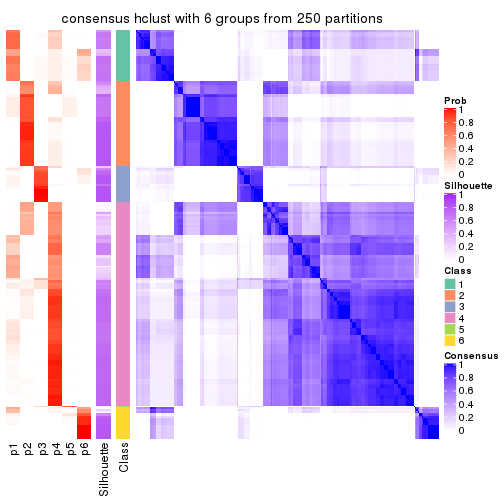 consensus hclust with 6 groups from 250 partitions
Prob
1
0.8
0.6
0.4
0.2
0
Silhouette
1
0.8
0.6
0.4
0.2
0
Class
1
2
3
4
5
6
Consensus
1
0.8
0.6
0.4
0.2
0
p1
p2
p3
p4
p5
p6
Silhouette
Class